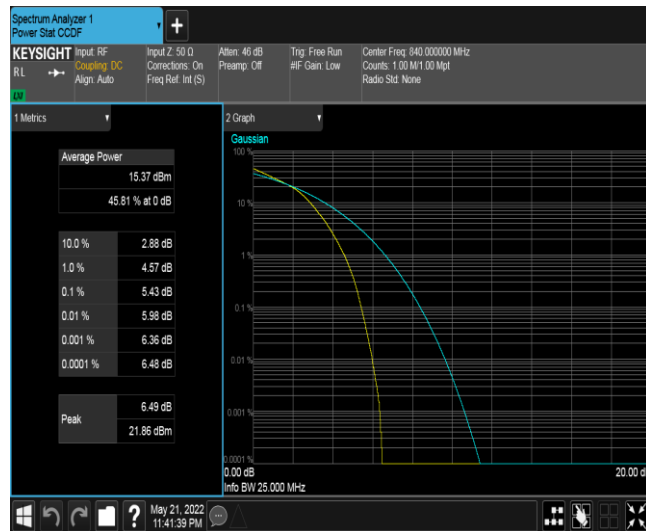 Spectrum Analyzer 1
Power Stat CCDF
+
KEYSIGHT
RL
LXI
Input: RF
Coupling: DC
Align: Auto
Input Z: 50 Ω
Corrections: On
Freq Ref: Int (S)
Atten: 46 dB
Preamp: Off
Trig: Free Run
#IF Gain: Low
Center Freq: 840.000000 MHz
Counts: 1.00 M/1.00 Mpt
Radio Std: None
1 Metrics
Average Power
15.37 dBm
45.81 % at 0 dB
10.0 % 2.88 dB
1.0 % 4.57 dB
0.1 % 5.43 dB
0.01 % 5.98 dB
0.001 % 6.36 dB
0.0001 % 6.48 dB
Peak
6.49 dB
21.86 dBm
2 Graph
Gaussian
100 %
10 %
1 %
0.1 %
0.01 %
0.001 %
0.0001 %
0.00 dB
20.00 d
Info BW 25.000 MHz
?
May 21, 2022
11:41:39 PM